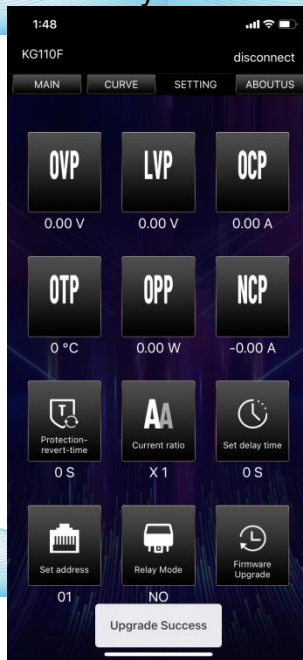 1:48
KG110F
disconnect
MAIN CURVE SETTING ABOUTUS
OVP LVP OCP
0.00 V 0.00 V 0.00 A
OTP OPP NCP
0 °C 0.00 W -0.00 A
Protection-
revert-time
Current ratio
Set delay time
0 S X 1 0 S
Set address
Relay Mode
Firmware
Upgrade
01 NO
Upgrade Success